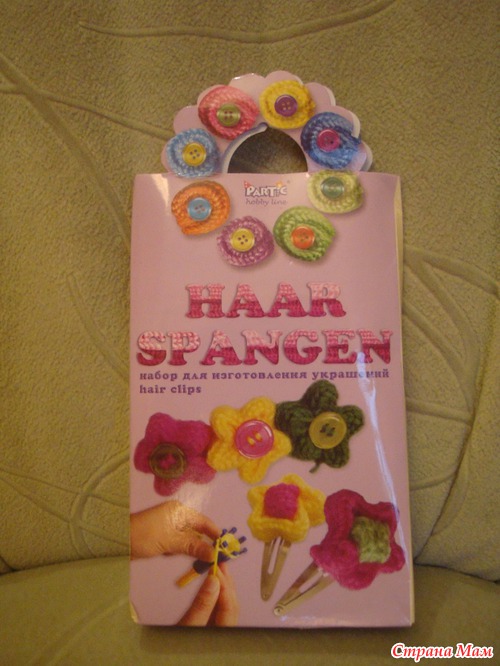 PARTIC
hobby line
HAAR
SPANGEN
набор для изготовления украшений
hair clips
Страна Мам